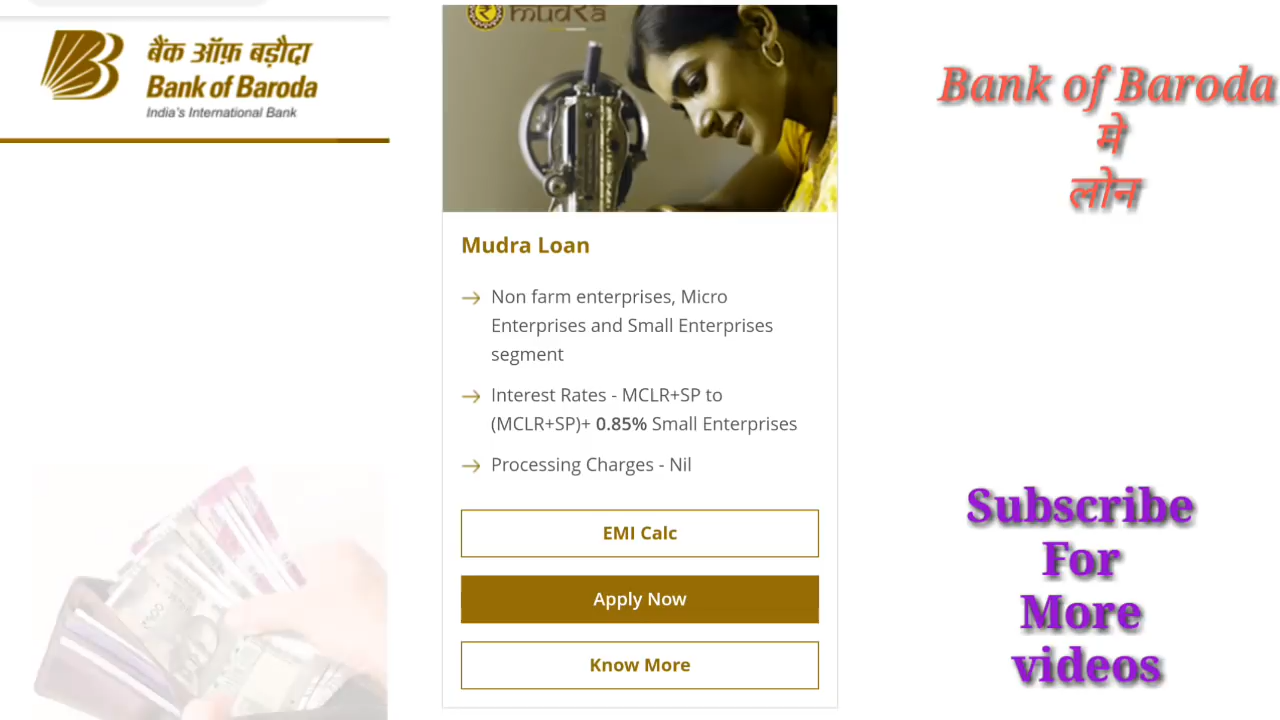 बैंक ऑफ़ बड़ौदा
Bank of Baroda
India's International Bank
mudra
Mudra Loan
Non farm enterprises, Micro
Enterprises and Small Enterprises
segment
Interest Rates - MCLR+SP to
(MCLR+SP)+ 0.85% Small Enterprises
Processing Charges - Nil
EMI Calc
Apply Now
Know More
Bank of Baroda
मे
लोन
Subscribe
For
More
videos